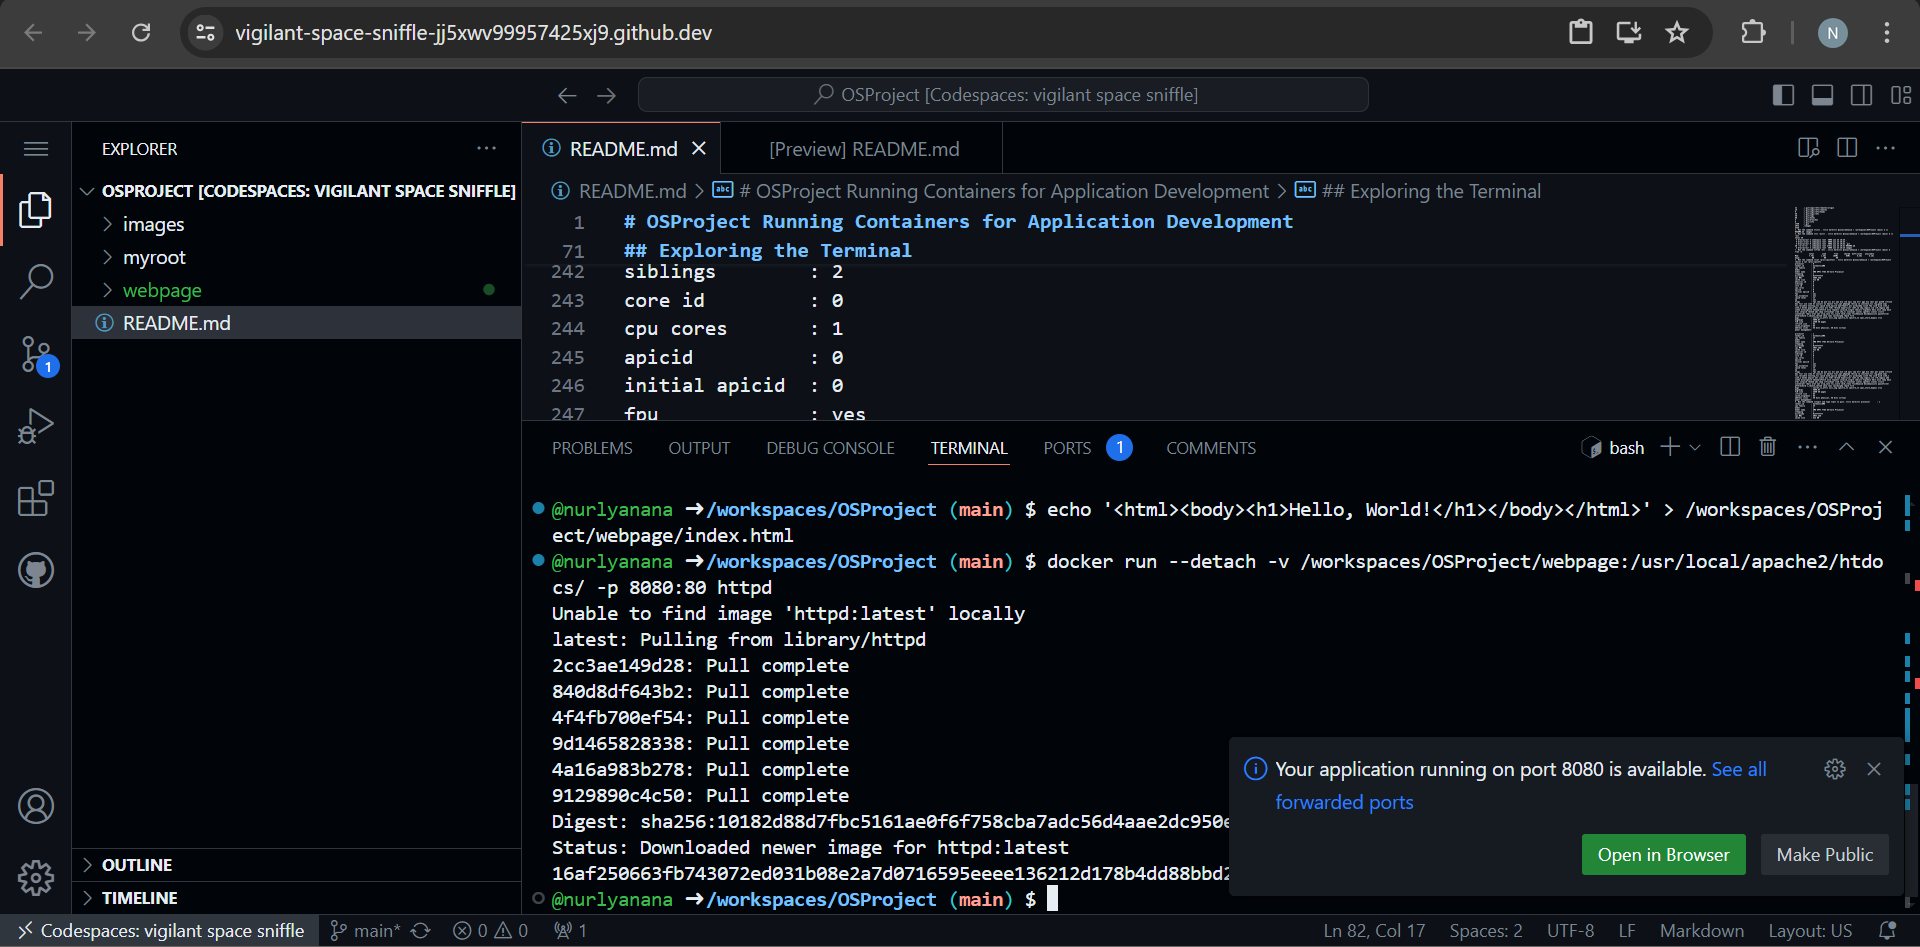 vigilant-space-sniffle-jj5xwv99957425xj9.github.dev
N
OSProject [Codespaces: vigilant space sniffle]
EXPLORER
OSPROJECT [CODESPACES: VIGILANT SPACE SNIFFLE]
images
myroot
webpage
README.md
1
OUTLINE
TIMELINE
README.md
[Preview] README.md
README.md > # OSProject Running Containers for Application Development > ## Exploring the Terminal
1 # OSProject Running Containers for Application Development
71 ## Exploring the Terminal
242 siblings : 2
243 core id : 0
244 cpu cores : 1
245 apicid : 0
246 initial apicid : 0
247 fpu : yes
PROBLEMS OUTPUT DEBUG CONSOLE TERMINAL PORTS 1 COMMENTS
bash
@nurlyanana ➜/workspaces/OSProject (main) $ echo '<html><body><h1>Hello, World!</h1></body></html>' > /workspaces/OSProj
ect/webpage/index.html
@nurlyanana ➜/workspaces/OSProject (main) $ docker run --detach -v /workspaces/OSProject/webpage:/usr/local/apache2/htdo
cs/ -p 8080:80 httpd
Unable to find image 'httpd:latest' locally
latest: Pulling from library/httpd
2cc3ae149d28: Pull complete
840d8df643b2: Pull complete
4f4fb700ef54: Pull complete
9d1465828338: Pull complete
4a16a983b278: Pull complete
9129890c4c50: Pull complete
Digest: sha256:10182d88d7fbc5161ae0f6f758cba7adc56d4aae2dc950e
Status: Downloaded newer image for httpd:latest
16af250663fb743072ed031b08e2a7d0716595eeee136212d178b4dd88bbd2
@nurlyanana ➜/workspaces/OSProject (main) $
Your application running on port 8080 is available. See all
forwarded ports
Open in Browser
Make Public
Codespaces: vigilant space sniffle main* 0 0 1 Ln 82, Col 17 Spaces: 2 UTF-8 LF Markdown Layout: US